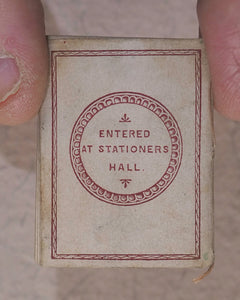 ENTERED
AT STATIONERS
HALL.